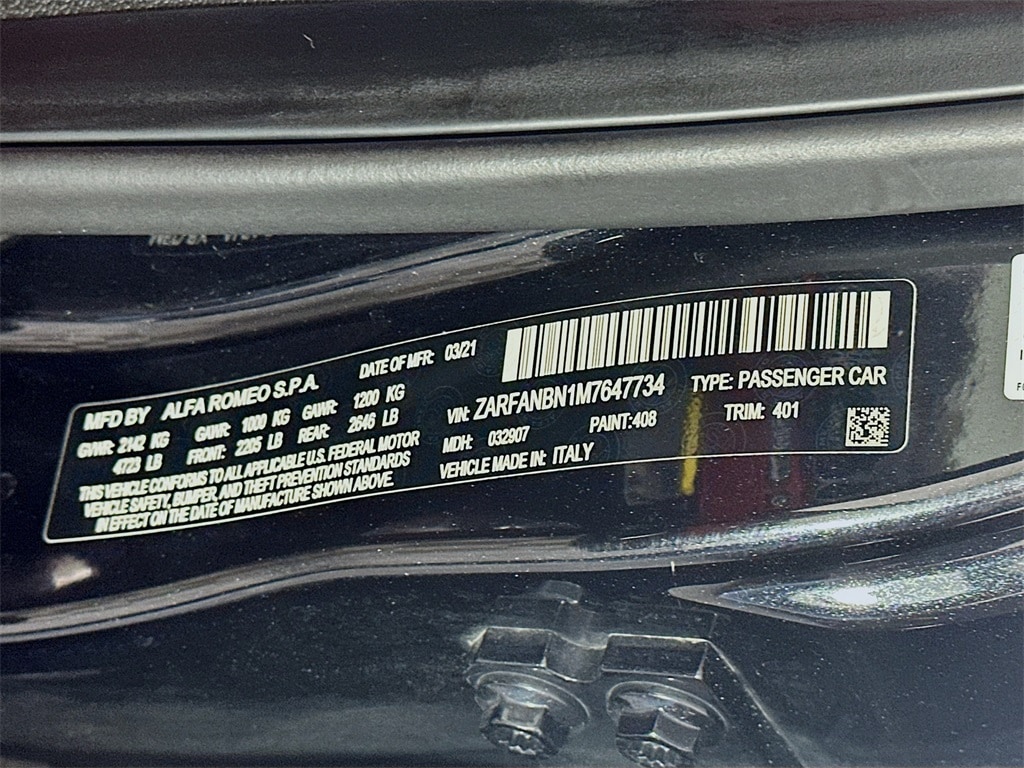 MFD BY ALFA ROMEO S.P.A. DATE OF MFR: 03/21
GVWR: 2142 KG GAWR: 1000 KG GAWR: 1200 KG
4723 LB FRONT: 2205 LB REAR: 2646 LB
THIS VEHICLE CONFORMS TO ALL APPLICABLE U.S. FEDERAL MOTOR
VEHICLE SAFETY, BUMPER, AND THEFT PREVENTION STANDARDS
IN EFFECT ON THE DATE OF MANUFACTURE SHOWN ABOVE.
VIN: ZARFANBN1M7647734 TYPE: PASSENGER CAR
MDH: 032907 PAINT:408 TRIM: 401
VEHICLE MADE IN: ITALY